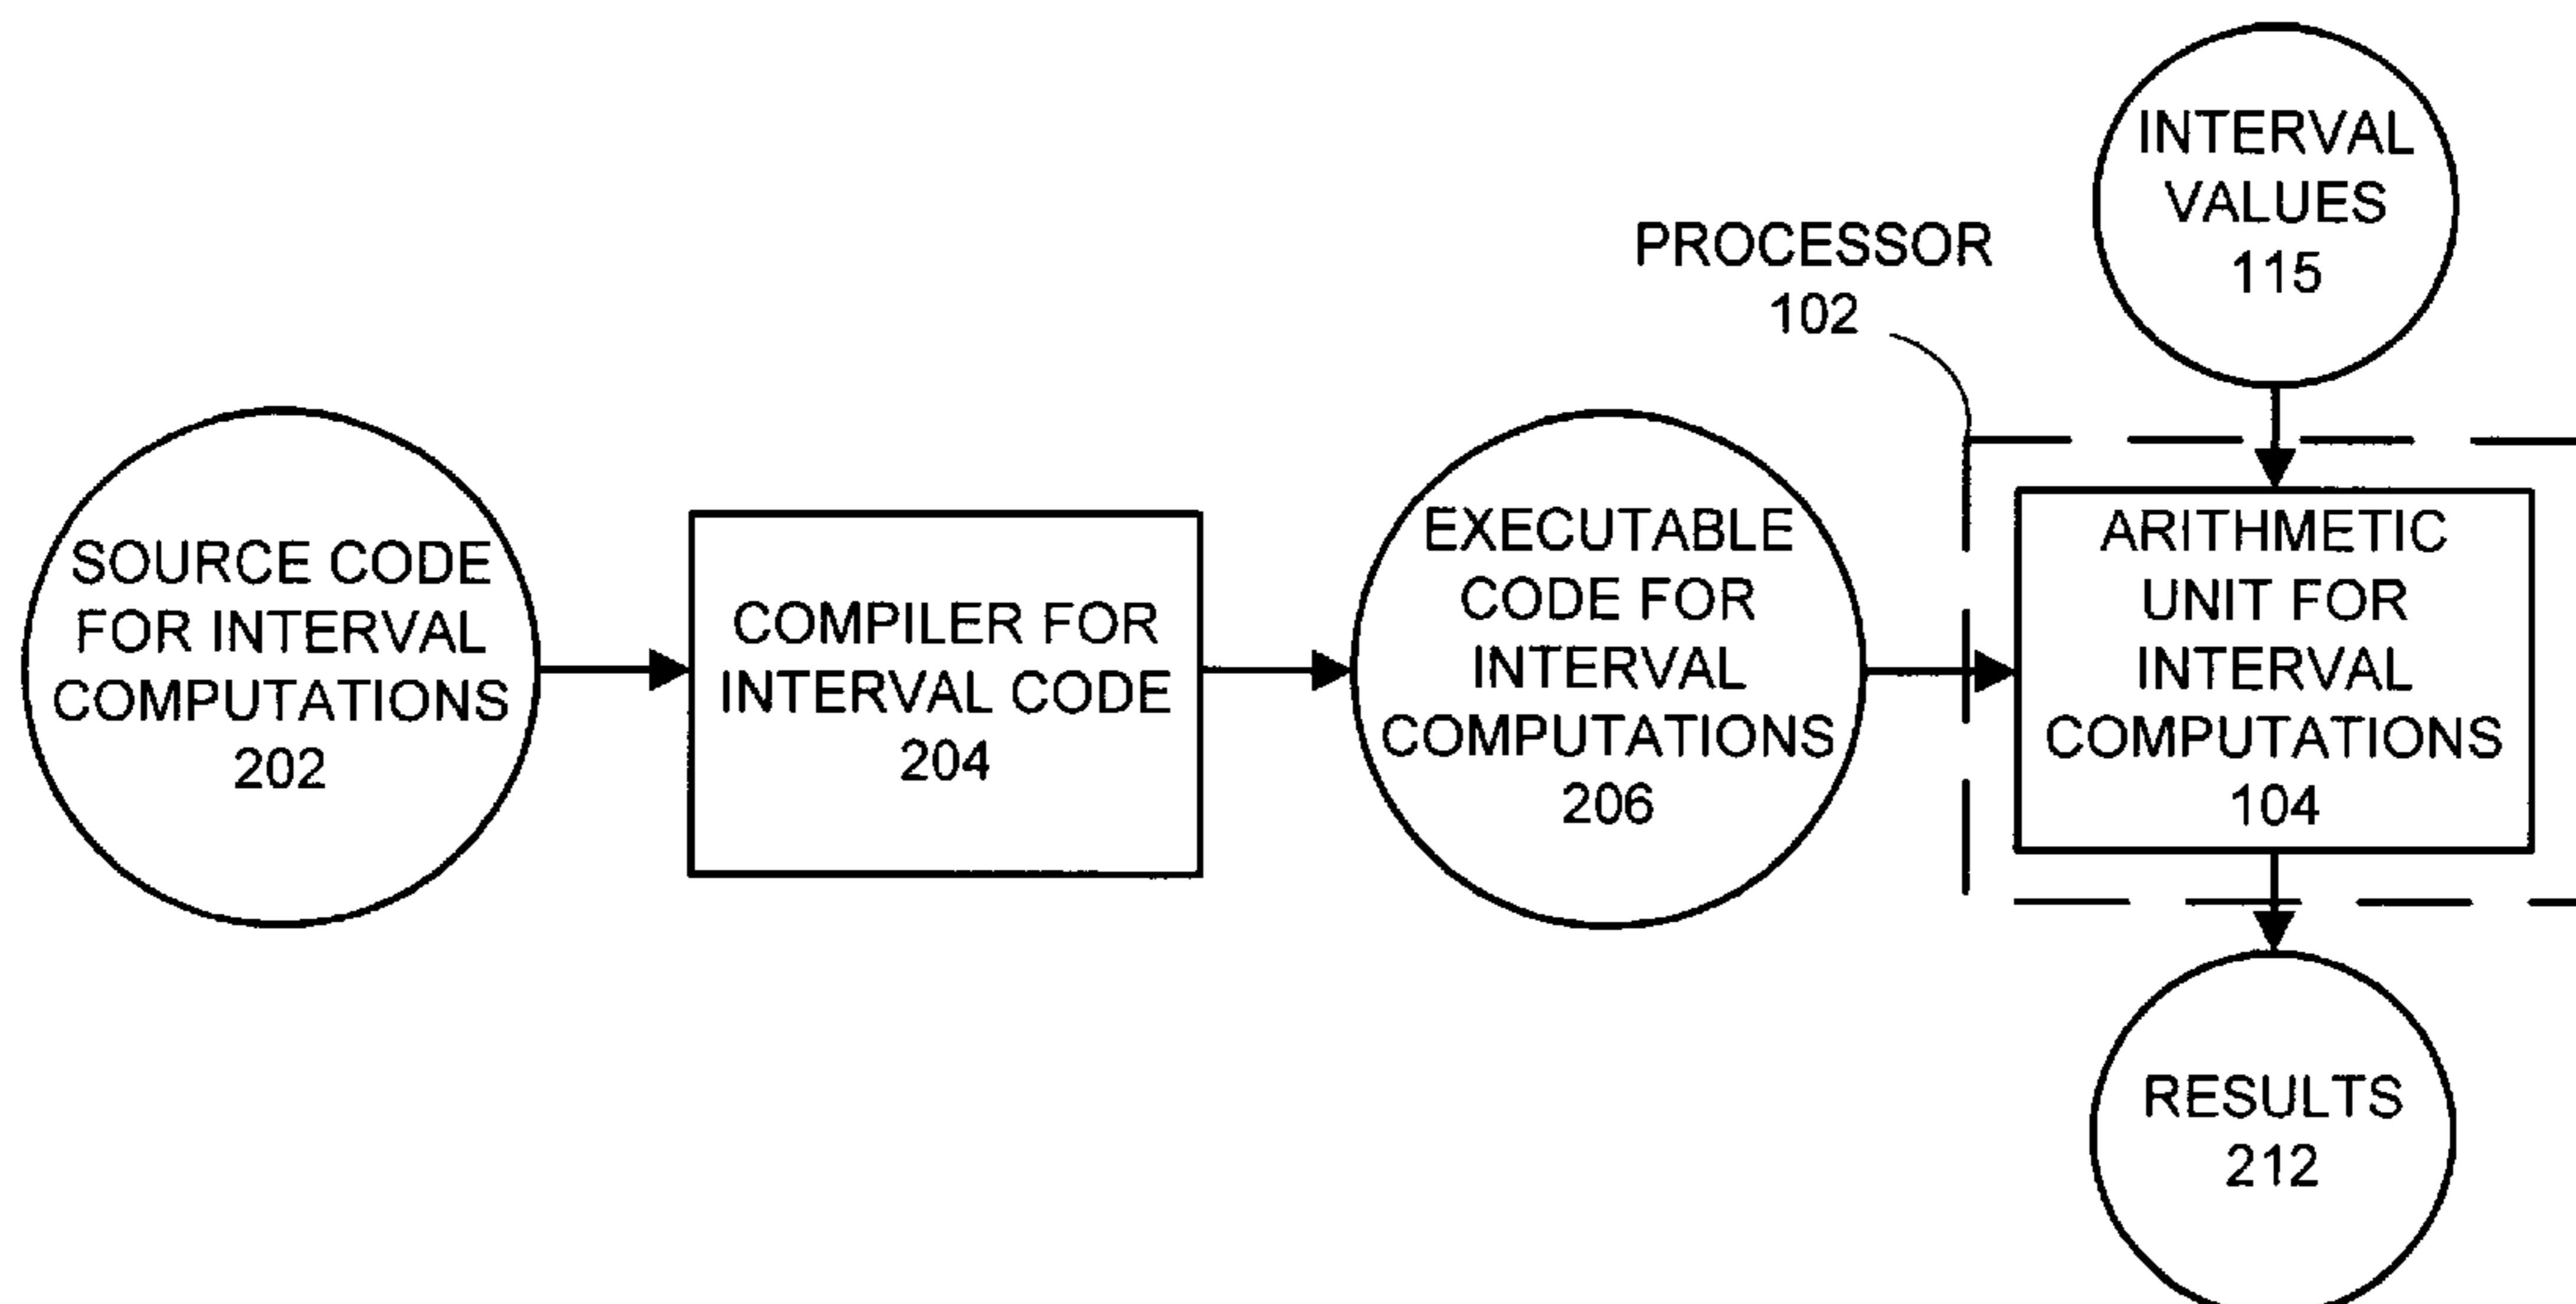 INTERVAL
VALUES
115
PROCESSOR
102
SOURCE CODE
FOR INTERVAL
COMPUTATIONS
202
COMPILER FOR
INTERVAL CODE
204
EXECUTABLE
CODE FOR
INTERVAL
COMPUTATIONS
206
ARITHMETIC
UNIT FOR
INTERVAL
COMPUTATIONS
104
RESULTS
212